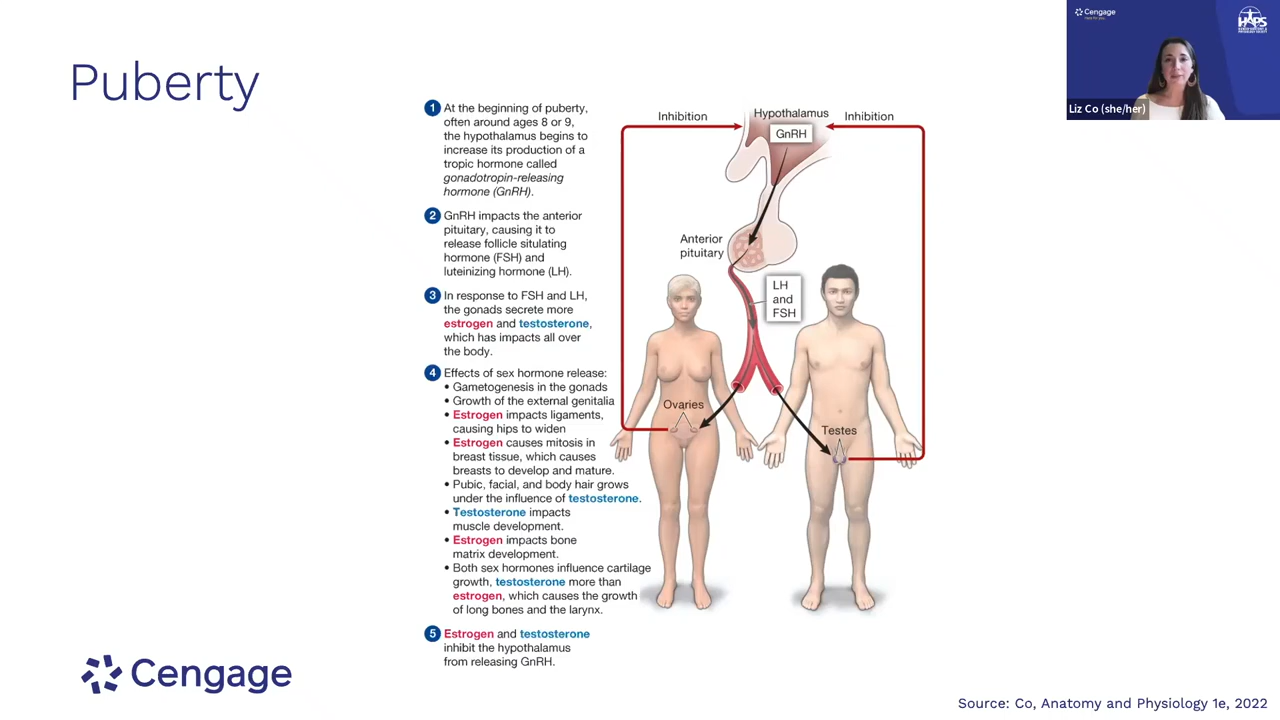 Puberty
1 At the beginning of puberty,
often around ages 8 or 9,
the hypothalamus begins to
increase its production of a
tropic hormone called
gonadotropin-releasing
hormone (GnRH).
2 GnRH impacts the anterior
pituitary, causing it to
release follicle situlating
hormone (FSH) and
luteinizing hormone (LH).
3 In response to FSH and LH,
the gonads secrete more
estrogen and testosterone,
which has impacts all over
the body.
4 Effects of sex hormone release:
• Gametogenesis in the gonads
• Growth of the external genitalia
• Estrogen impacts ligaments,
causing hips to widen
• Estrogen causes mitosis in
breast tissue, which causes
breasts to develop and mature.
• Pubic, facial, and body hair grows
under the influence of testosterone.
• Testosterone impacts
muscle development.
• Estrogen impacts bone
matrix development.
• Both sex hormones influence cartilage
growth, testosterone more than
estrogen, which causes the growth
of long bones and the larynx.
5 Estrogen and testosterone
inhibit the hypothalamus
from releasing GnRH.
Inhibition
Hypothalamus
Inhibition
GnRH
Anterior
pituitary
LH
and
FSH
Ovaries
Testes
Cengage
HAPS
Liz Co (she/her)
Cengage
Source: Co, Anatomy and Physiology 1e, 2022